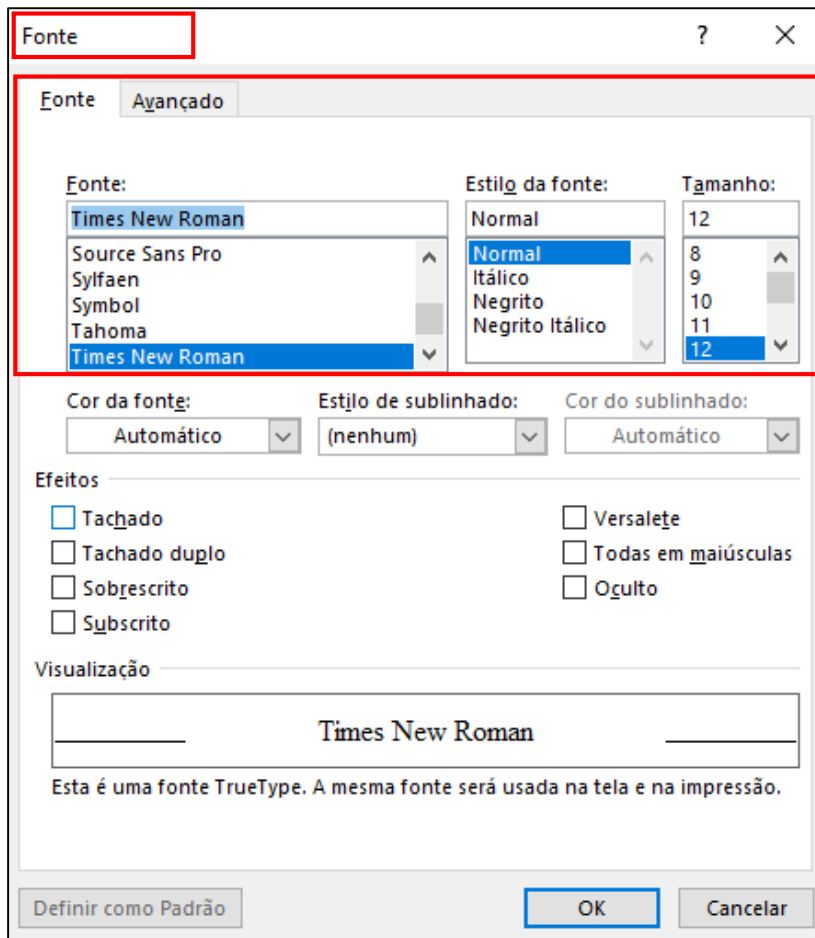 Fonte ?
Fonte Avançado
Fonte: Estilo da fonte: Tamanho:
Times New Roman Normal 12
Source Sans Pro Normal 8
Sylfaen Itálico 9
Symbol Negrito 10
Tahoma Negrito Itálico 11
Times New Roman 12
Cor da fonte: Estilo de sublinhado: Cor do sublinhado:
Automático (nenhum) Automático
Efeitos
Tachado Versalete
Tachado duplo Todas em maiúsculas
Sobrescrito Oculto
Subscrito
Visualização
Times New Roman
Esta é uma fonte TrueType. A mesma fonte será usada na tela e na impressão.
Definir como Padrão OK Cancelar